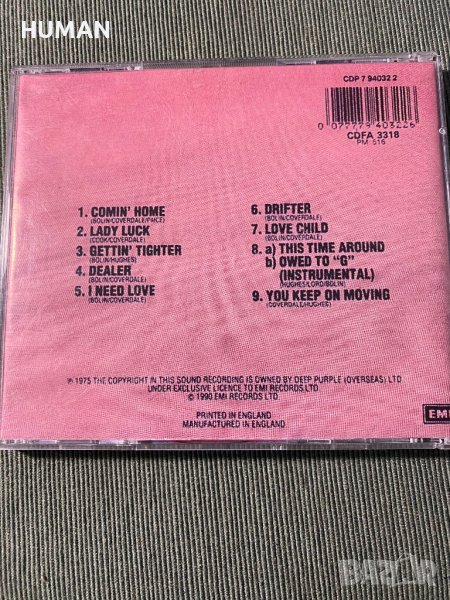 HUMAN
CDP 7 94032 2
0 077779 403226
CDFA 3318
PM 516
1. COMIN' HOME
(BOLIN/COVERDALE/PAICE)
2. LADY LUCK
(COOK/COVERDALE)
3. GETTIN' TIGHTER
(BOLIN/HUGHES)
4. DEALER
(BOLIN/COVERDALE)
5. I NEED LOVE
(BOLIN/COVERDALE)
6. DRIFTER
(BOLIN/COVERDALE)
7. LOVE CHILD
(BOLIN/COVERDALE)
8. a) THIS TIME AROUND
b) OWED TO "G"
(INSTRUMENTAL)
(HUGHES/LORD/BOLIN)
9. YOU KEEP ON MOVING
(COVERDALE/HUGHES)
℗ 1975 THE COPYRIGHT IN THIS SOUND RECORDING IS OWNED BY DEEP PURPLE (OVERSEAS) LTD
UNDER EXCLUSIVE LICENCE TO EMI RECORDS LTD.
© 1990 EMI RECORDS LTD.
PRINTED IN ENGLAND
MANUFACTURED IN ENGLAND
EMI
BAZAR